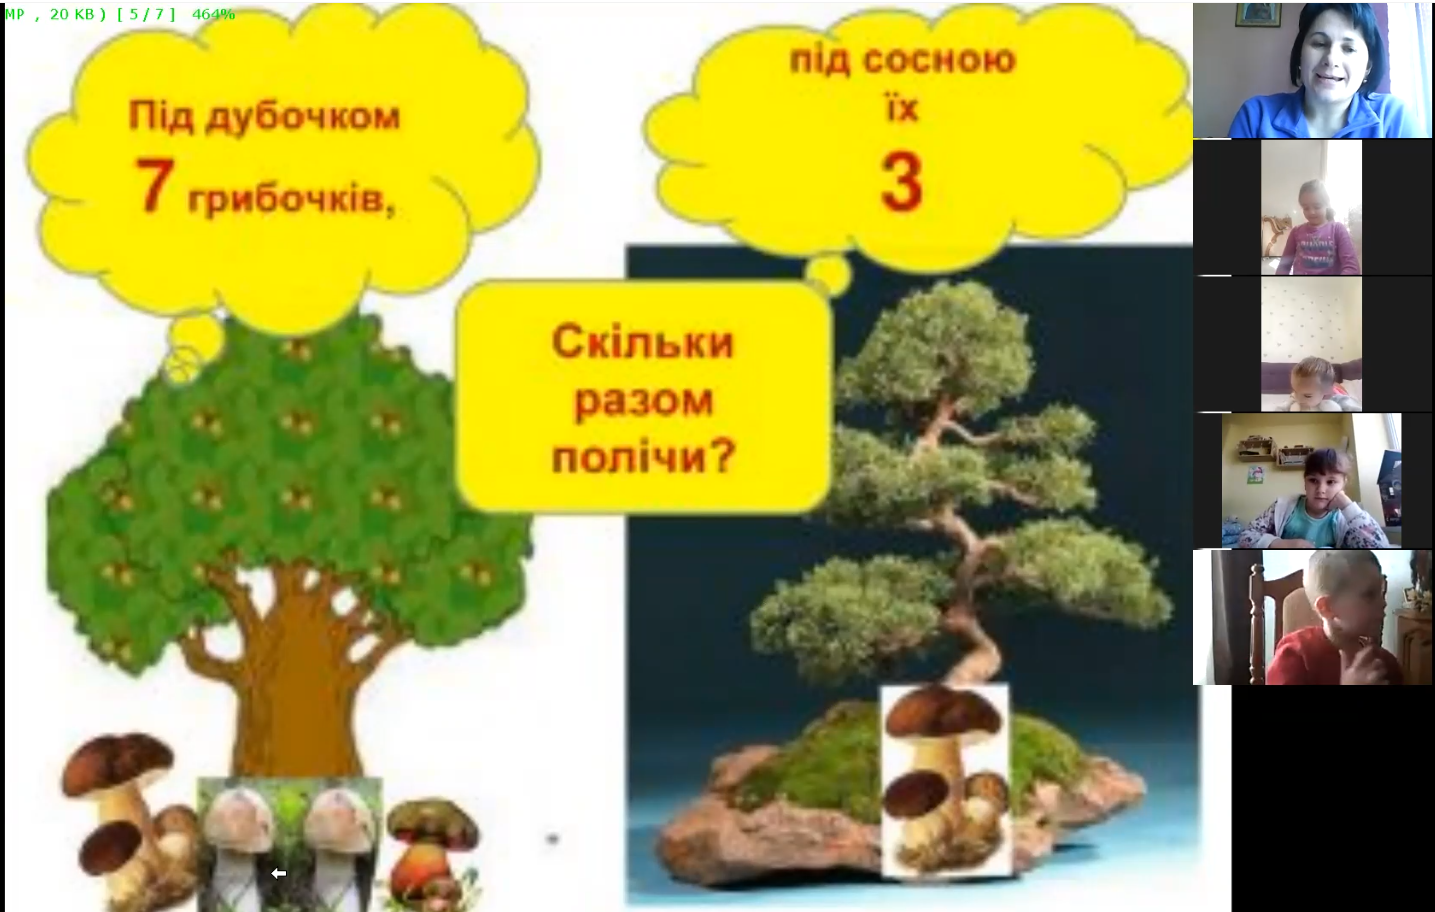 MP , 20 KB ) [ 5 / 7 ] 464%
Під дубочком
7 грибочків,
під сосною
їх
3
Скільки
разом
полічи?